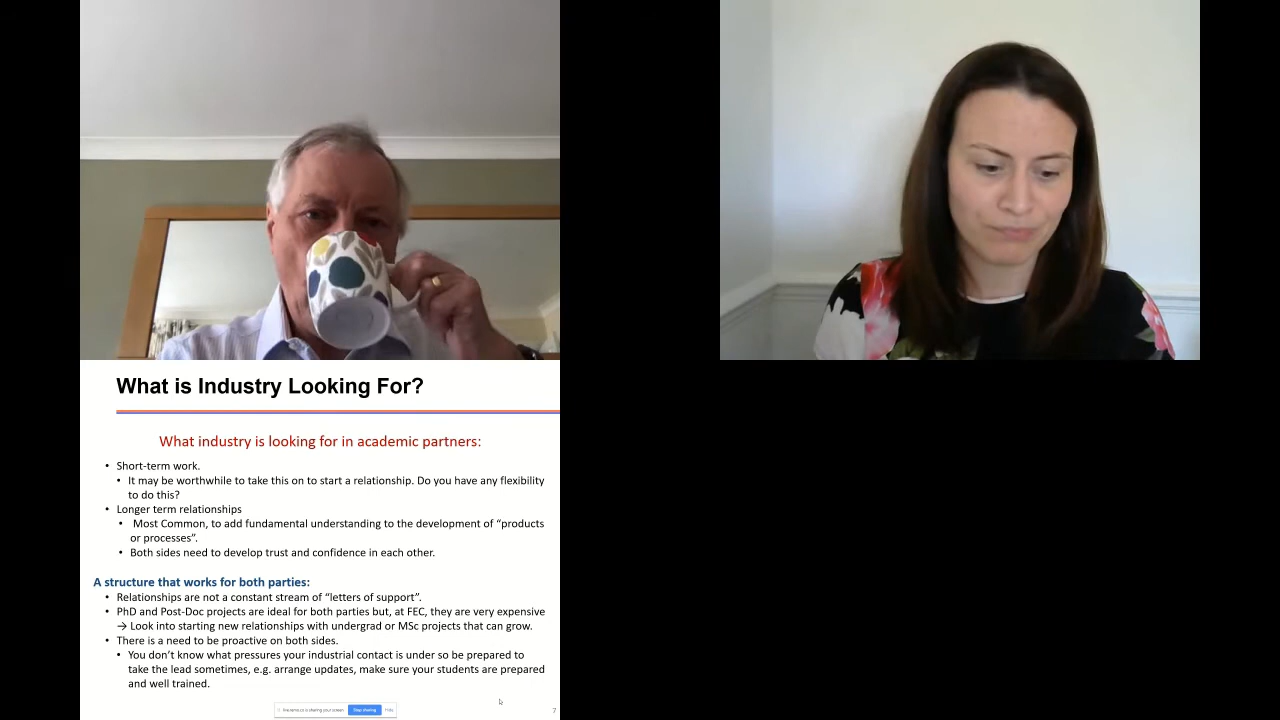 What is Industry Looking For?
What industry is looking for in academic partners:
• Short-term work.
• It may be worthwhile to take this on to start a relationship. Do you have any flexibility
to do this?
• Longer term relationships
• Most Common, to add fundamental understanding to the development of “products
or processes”.
• Both sides need to develop trust and confidence in each other.
A structure that works for both parties:
• Relationships are not a constant stream of “letters of support”.
• PhD and Post-Doc projects are ideal for both parties but, at FEC, they are very expensive
→ Look into starting new relationships with undergrad or MSc projects that can grow.
• There is a need to be proactive on both sides.
• You don’t know what pressures your industrial contact is under so be prepared to
take the lead sometimes, e.g. arrange updates, make sure your students are prepared
and well trained.
is sharing your screen Stop sharing Hide
7